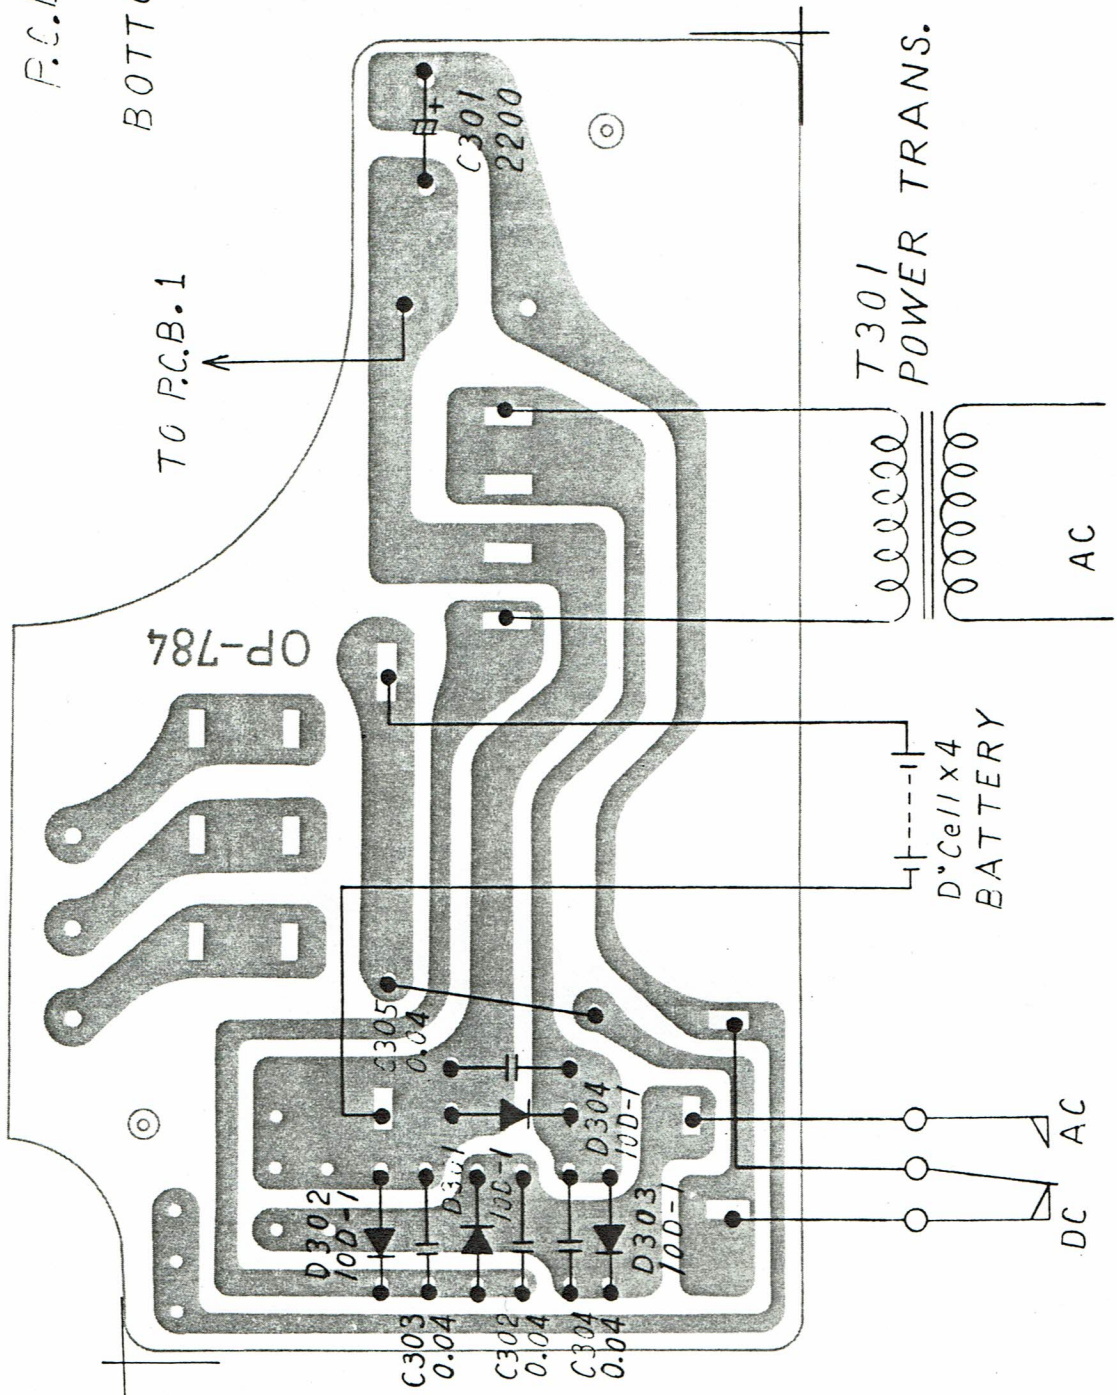 P.C.
BOTT
TO P.C.B.1
C301
2200
+
T301
POWER TRANS.
AC
OP-784
D"Cell×4
BATTERY
C305
0.04
D304
10D-1
D301
10D-1
D302
10D-1
D303
10D-1
C303
0.04
C302
0.04
C304
0.04
AC
DC